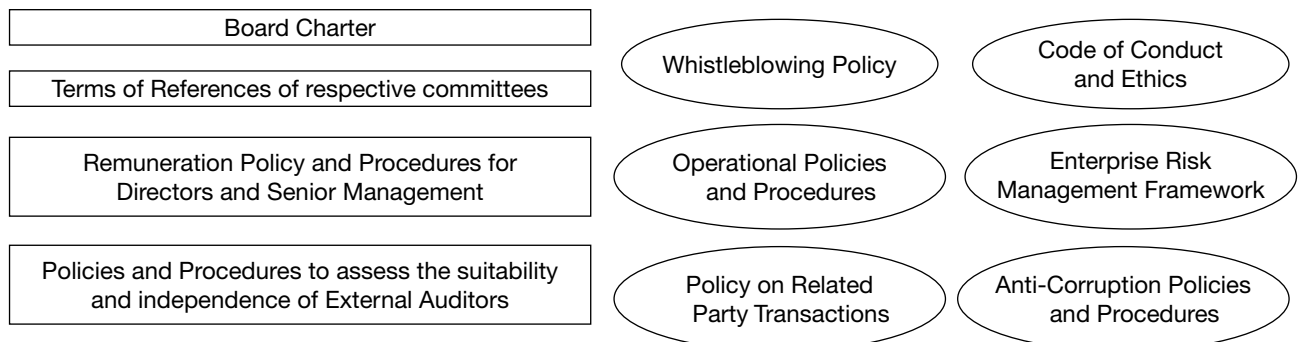 Board Charter
Terms of References of respective committees
Remuneration Policy and Procedures for
Directors and Senior Management
Policies and Procedures to assess the suitability
and independence of External Auditors
Whistleblowing Policy
Code of Conduct
and Ethics
Operational Policies
and Procedures
Enterprise Risk
Management Framework
Policy on Related
Party Transactions
Anti-Corruption Policies
and Procedures